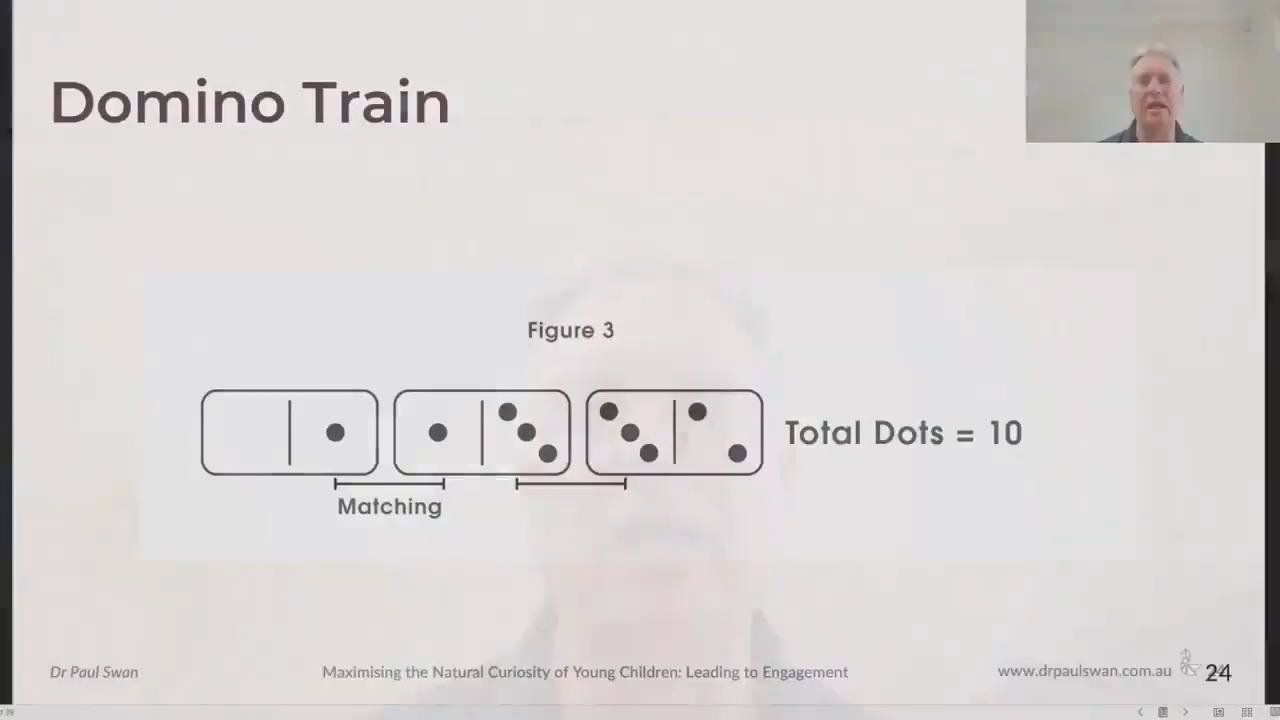 Domino Train
Figure 3
Total Dots = 10
Matching
Dr Paul Swan
Maximising the Natural Curiosity of Young Children: Leading to Engagement
www.drpaulswan.com.au
24